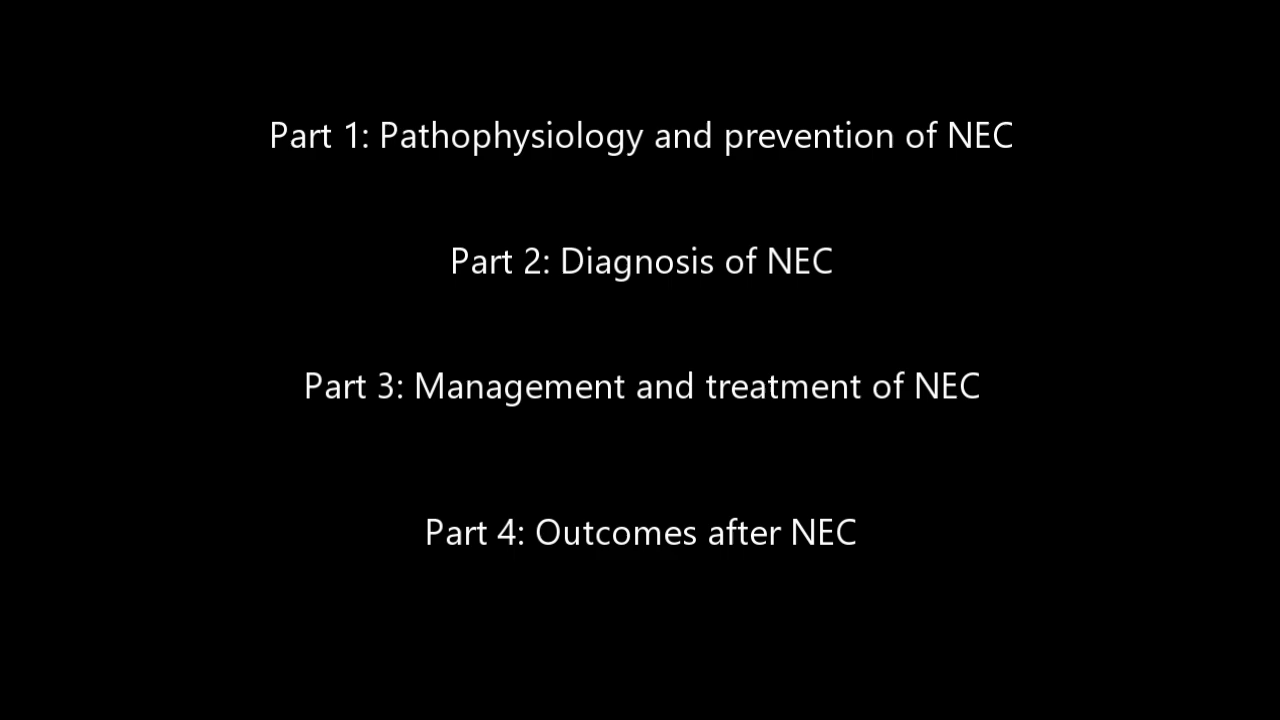 Part 1: Pathophysiology and prevention of NEC
Part 2: Diagnosis of NEC
Part 3: Management and treatment of NEC
Part 4: Outcomes after NEC